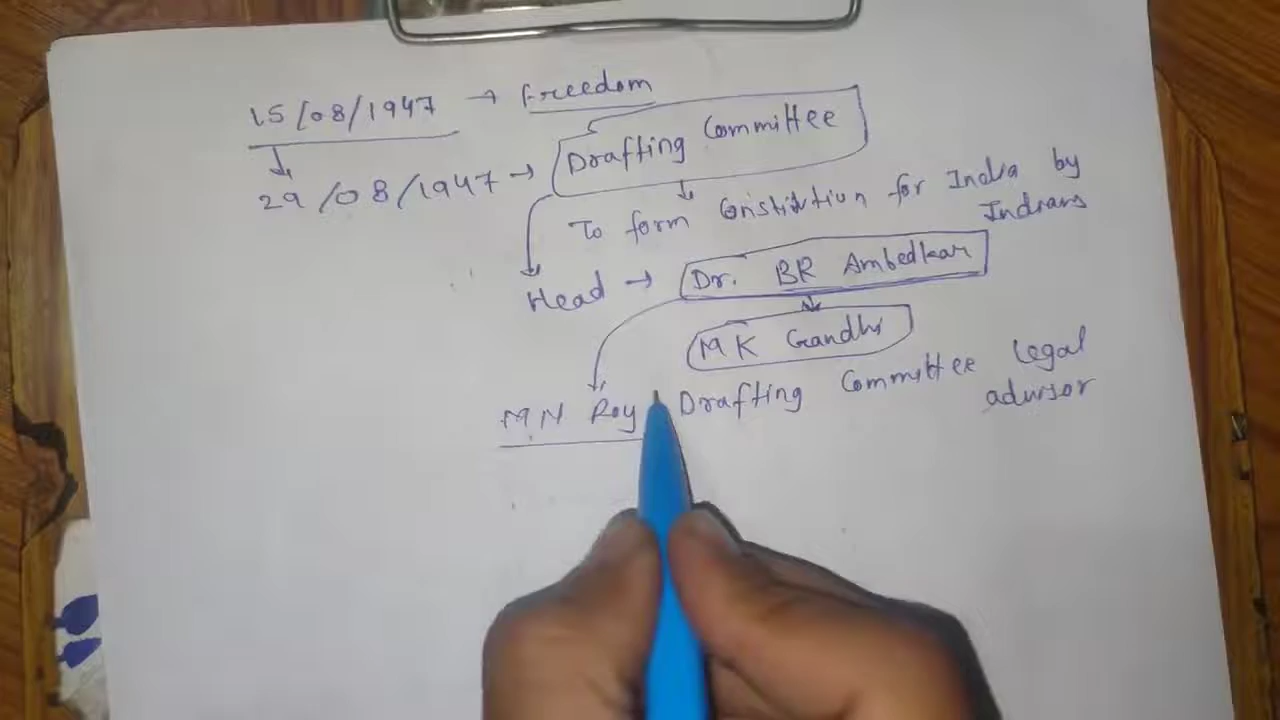 15/08/1947 → Freedom
29/08/1947 → Drafting Committee
To form Constitution for India by
Indians
Head → Dr. BR Ambedkar
MK Gandhi
MN Roy Drafting Committee legal
advisor